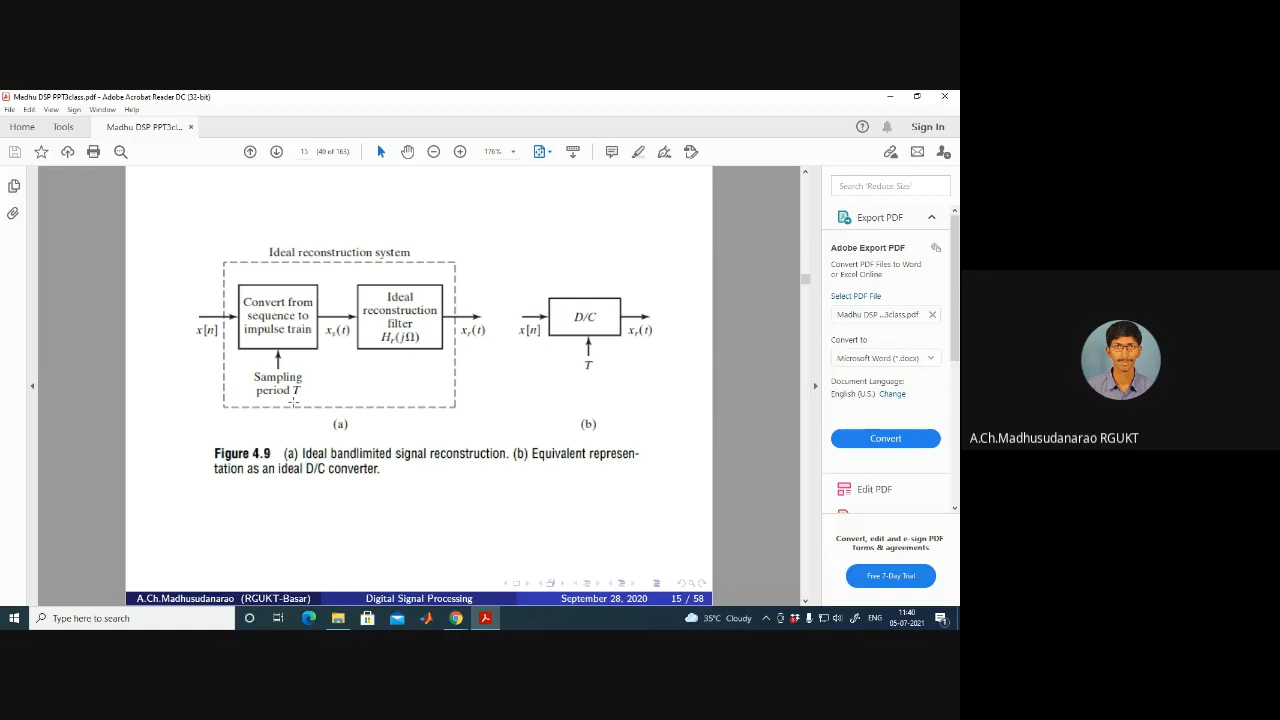 Madhu DSP PPT3class.pdf - Adobe Acrobat Reader DC (32-bit)
File Edit View Sign Window Help
Home Tools Madhu DSP PPT3cl... × Sign In
15 (40 of 163) 176%
Ideal reconstruction system
Convert from
sequence to
impulse train
Ideal
reconstruction
filter
H_r(jΩ)
x[n]
x_s(t)
x_r(t)
Sampling
period T
(a)
D/C
x[n]
x_r(t)
T
(b)
Figure 4.9 (a) Ideal bandlimited signal reconstruction. (b) Equivalent represen-
tation as an ideal D/C converter.
A.Ch.Madhusudanarao (RGUKT-Basar) Digital Signal Processing September 28, 2020 15 / 58
Search 'Reduce Size'
Export PDF
Adobe Export PDF
Convert PDF Files to Word
or Excel Online
Select PDF File
Madhu DSP ...3class.pdf ×
Convert to
Microsoft Word (*.docx)
Document Language:
English (U.S.) Change
Convert
Edit PDF
Convert, edit and e-sign PDF
forms & agreements
Free 7-Day Trial
A.Ch.Madhusudanarao RGUKT
Type here to search
35°C Cloudy
ENG
11:40
05-07-2021